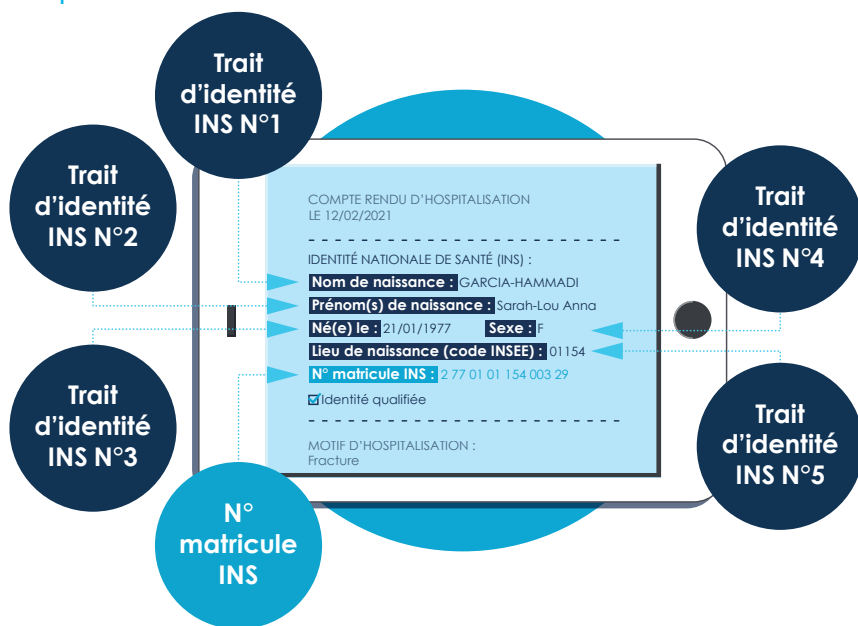 Trait
d'identité
INS N°1
Trait
d'identité
INS N°2
Trait
d'identité
INS N°3
N°
matricule
INS
COMPTE RENDU D'HOSPITALISATION
LE 12/02/2021
IDENTITÉ NATIONALE DE SANTÉ (INS) :
Nom de naissance : GARCIA-HAMMADI
Prénom(s) de naissance : Sarah-Lou Anna
Né(e) le : 21/01/1977 Sexe : F
Lieu de naissance (code INSEE) : 01154
N° matricule INS : 2 77 01 01 154 003 29
Identité qualifiée
MOTIF D'HOSPITALISATION :
Fracture
Trait
d'identité
INS N°4
Trait
d'identité
INS N°5